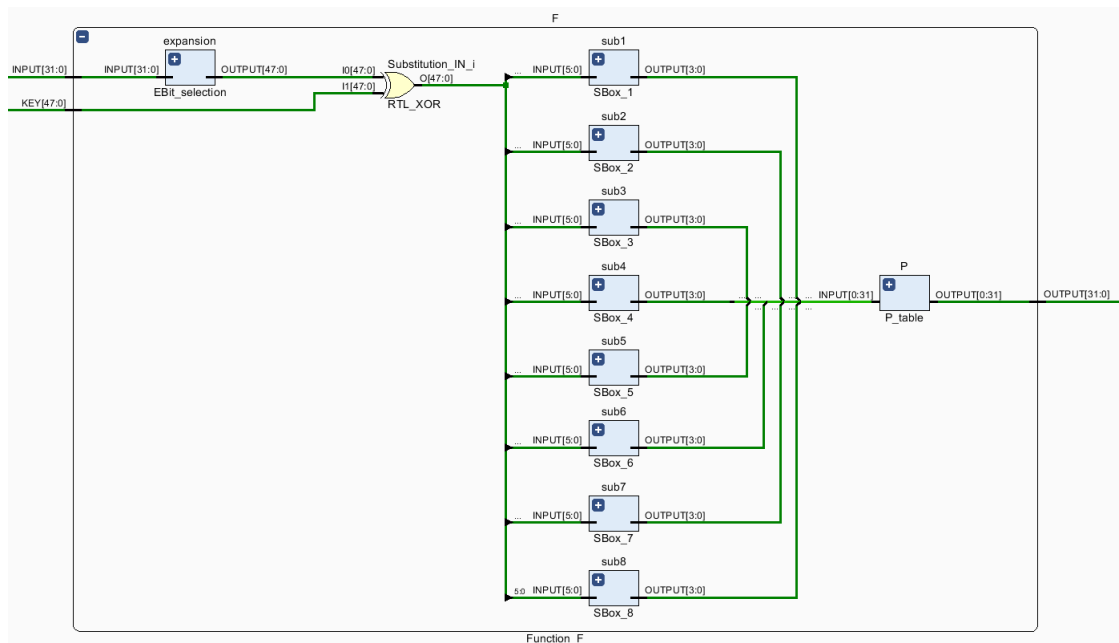 F
expansion
INPUT[31:0] INPUT[31:0] OUTPUT[47:0]
EBit_selection
KEY[47:0]
Substitution_IN_i
I0[47:0] O[47:0]
I1[47:0]
RTL_XOR
sub1
... INPUT[5:0] OUTPUT[3:0]
SBox_1
sub2
... INPUT[5:0] OUTPUT[3:0]
SBox_2
sub3
... INPUT[5:0] OUTPUT[3:0]
SBox_3
sub4
... INPUT[5:0] OUTPUT[3:0]
SBox_4
sub5
... INPUT[5:0] OUTPUT[3:0]
SBox_5
sub6
... INPUT[5:0] OUTPUT[3:0]
SBox_6
sub7
... INPUT[5:0] OUTPUT[3:0]
SBox_7
sub8
5:0 INPUT[5:0] OUTPUT[3:0]
SBox_8
... ...
... ... ... ...
P
INPUT[0:31] OUTPUT[0:31] OUTPUT[31:0]
P_table
Function_F